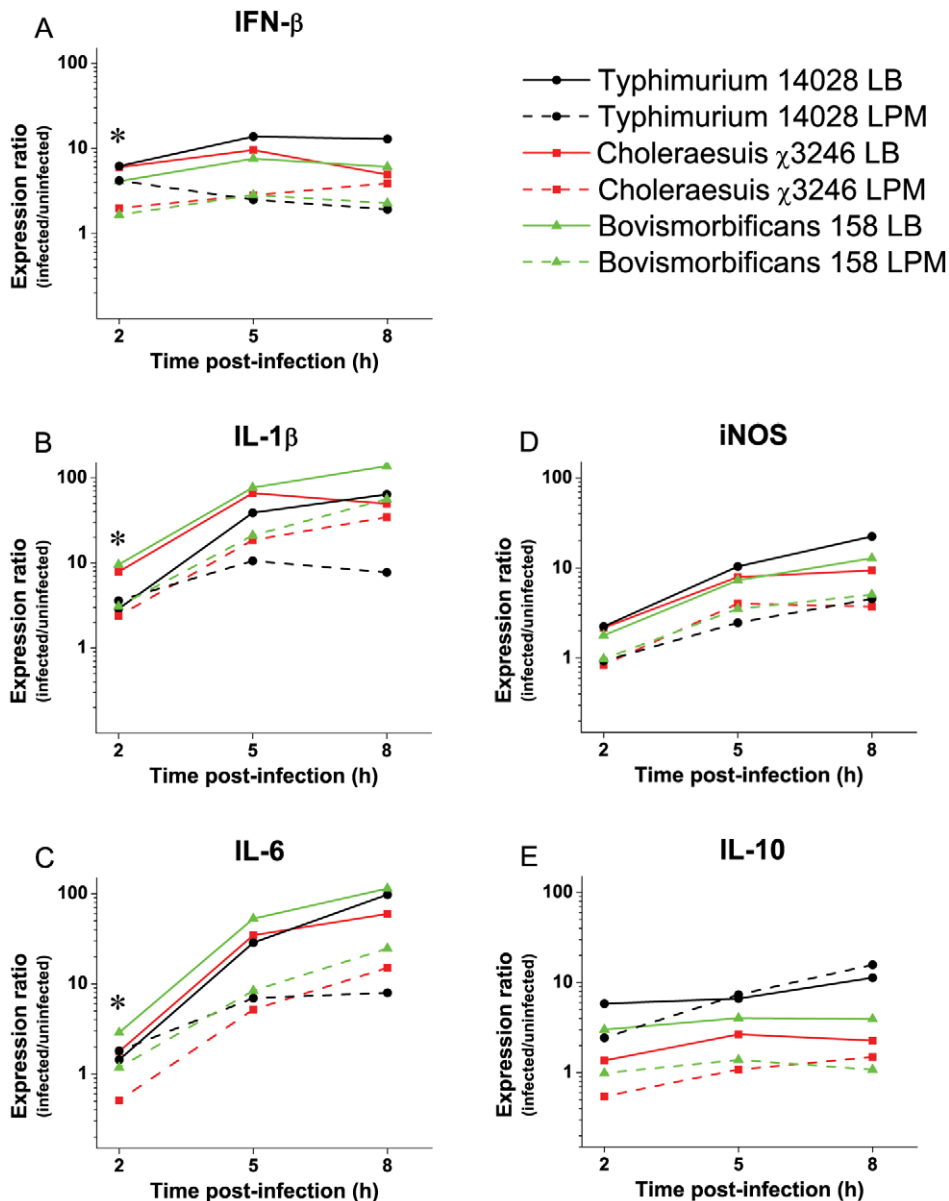 A
IFN-β
100
10
1
Expression ratio
(infected/uninfected)
*
2 5 8
Time post-infection (h)
Typhimurium 14028 LB
Typhimurium 14028 LPM
Choleraesuis χ3246 LB
Choleraesuis χ3246 LPM
Bovismorbificans 158 LB
Bovismorbificans 158 LPM
B
IL-1β
100
10
1
Expression ratio
(infected/uninfected)
*
2 5 8
Time post-infection (h)
D
iNOS
100
10
1
Expression ratio
(infected/uninfected)
2 5 8
Time post-infection (h)
C
IL-6
100
10
1
Expression ratio
(infected/uninfected)
*
2 5 8
Time post-infection (h)
E
IL-10
100
10
1
Expression ratio
(infected/uninfected)
2 5 8
Time post-infection (h)